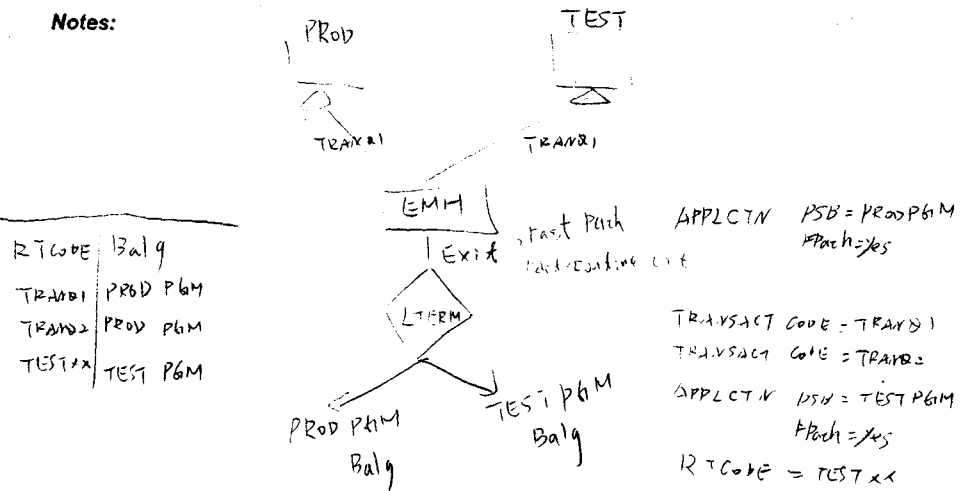 Notes:
PROD
TEST
TRAN01
TRAN01
EMH
Exit
Fast Path
LTERM
PROD PGM
Balg
TEST PGM
Balg
RTCODE Balg
TRAN01 PROD PGM
TRAN02 PROD PGM
TESTXX TEST PGM
APPLCTN PSB = PROD PGM
FPath = Yes
TRANSACT CODE = TRAN01
TRANSACT CODE = TRAN02
APPLCTN PSB = TEST PGM
FPath = Yes
RTCODE = TESTXX